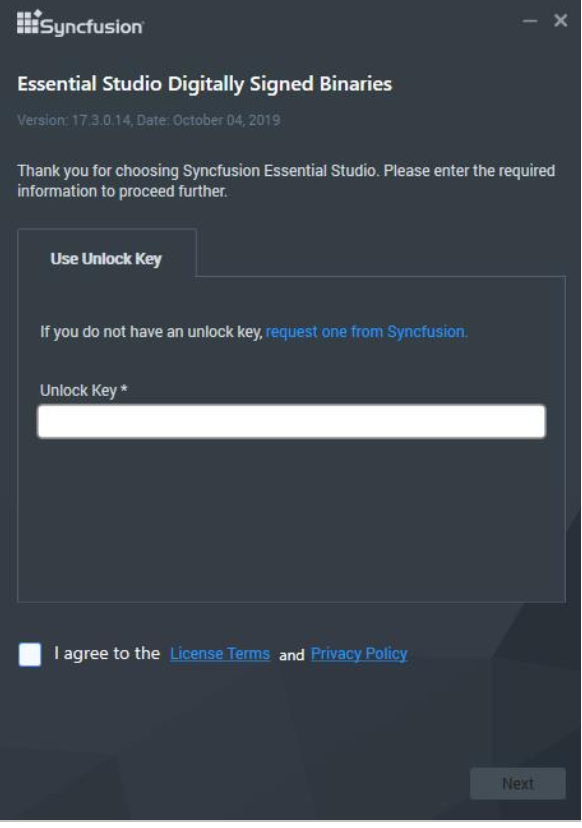 Syncfusion
Essential Studio Digitally Signed Binaries
Version: 17.3.0.14, Date: October 04, 2019
Thank you for choosing Syncfusion Essential Studio. Please enter the required
information to proceed further.
Use Unlock Key
If you do not have an unlock key, request one from Syncfusion.
Unlock Key *
I agree to the License Terms and Privacy Policy
Next